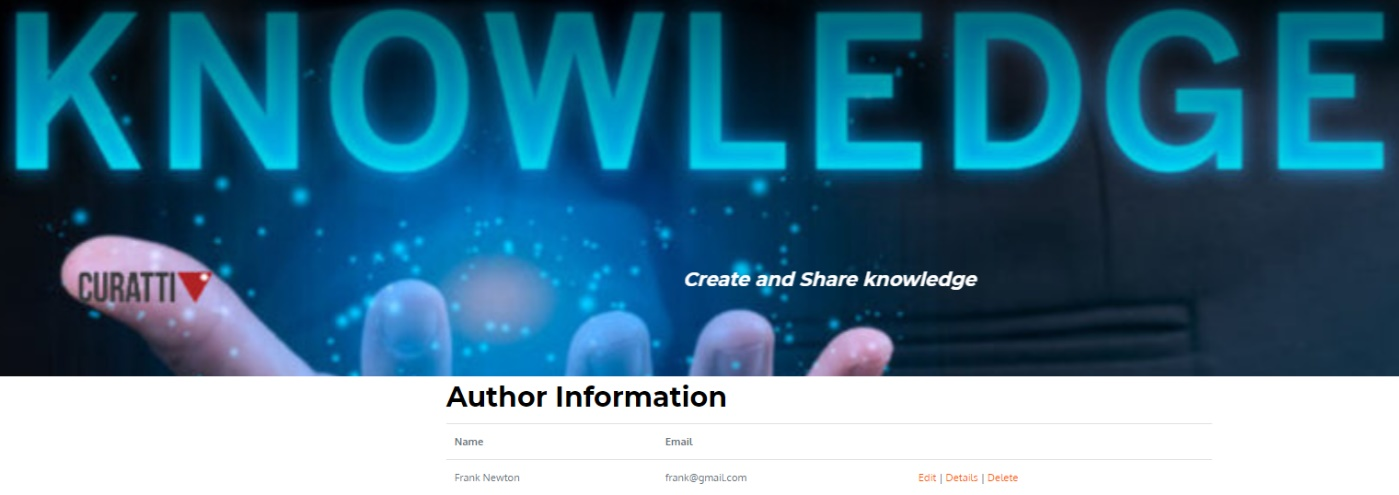 KNOWLEDGE
CURATTI
Create and Share knowledge
Author Information
Name Email
Frank Newton frank@gmail.com Edit | Details | Delete